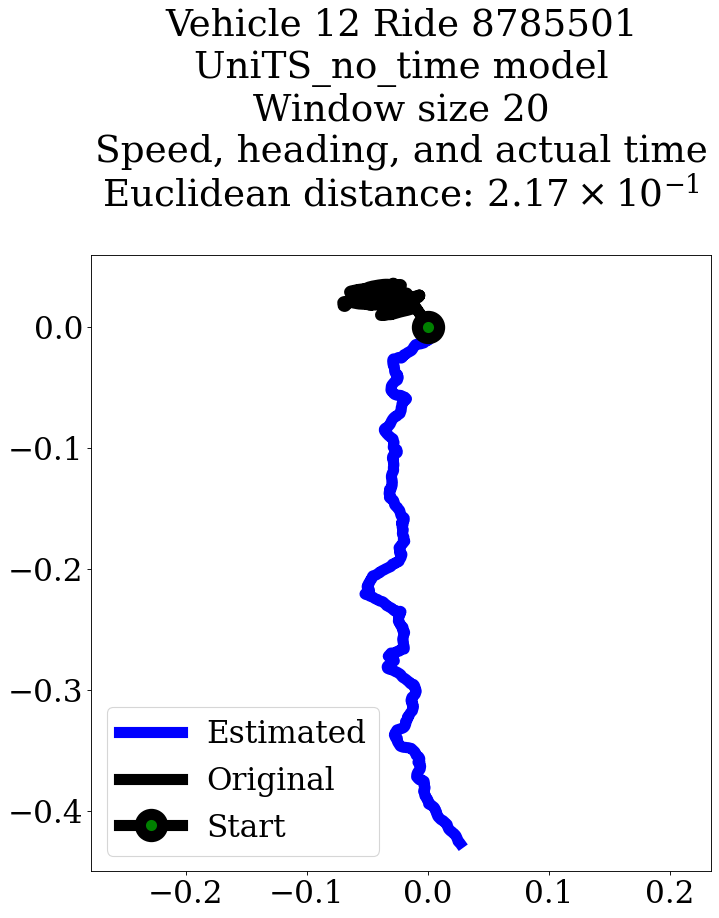 Vehicle 12 Ride 8785501
UniTS_no_time model
Window size 20
Speed, heading, and actual time
Euclidean distance: 2.17 × 10⁻¹
0.0
−0.1
−0.2
−0.3
−0.4
Estimated
Original
Start
−0.2 −0.1 0.0 0.1 0.2